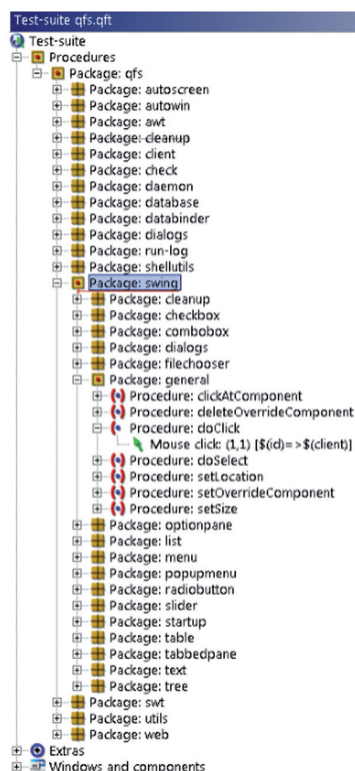 Test-suite qfs.qft
Test-suite
Procedures
Package: qfs
Package: autoscreen
Package: autowin
Package: awt
Package: cleanup
Package: client
Package: check
Package: daemon
Package: database
Package: databinder
Package: dialogs
Package: run-log
Package: shellutils
Package: swing
Package: cleanup
Package: checkbox
Package: combobox
Package: dialogs
Package: filechooser
Package: general
Procedure: clickAtComponent
Procedure: deleteOverrideComponent
Procedure: doClick
Mouse click: (1,1) [$(id)=>$(client)]
Procedure: doSelect
Procedure: setLocation
Procedure: setOverrideComponent
Procedure: setSize
Package: optionpane
Package: list
Package: menu
Package: popupmenu
Package: radiobutton
Package: slider
Package: startup
Package: table
Package: tabbedpane
Package: text
Package: tree
Package: swt
Package: utils
Package: web
Extras
Windows and components